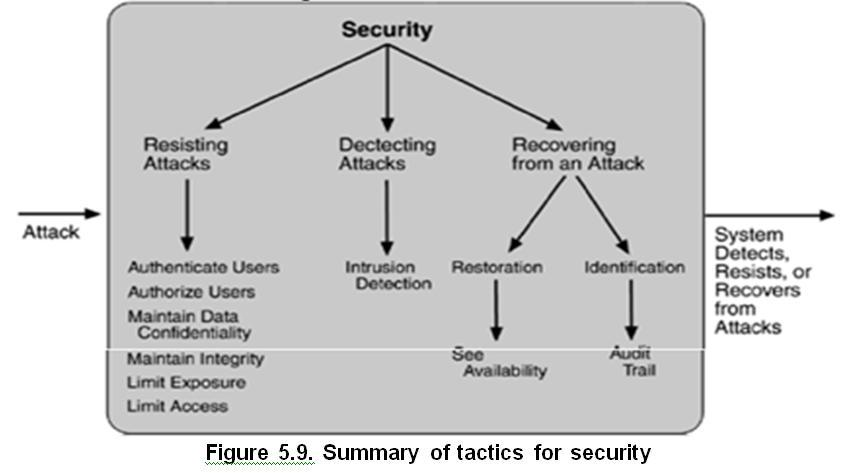 Security
Resisting
Attacks
Dectecting
Attacks
Recovering
from an Attack
Attack
Authenticate Users
Authorize Users
Maintain Data
Confidentiality
Maintain Integrity
Limit Exposure
Limit Access
Intrusion
Detection
Restoration
Identification
See
Availability
Audit
Trail
System
Detects,
Resists, or
Recovers
from
Attacks
Figure 5.9. Summary of tactics for security